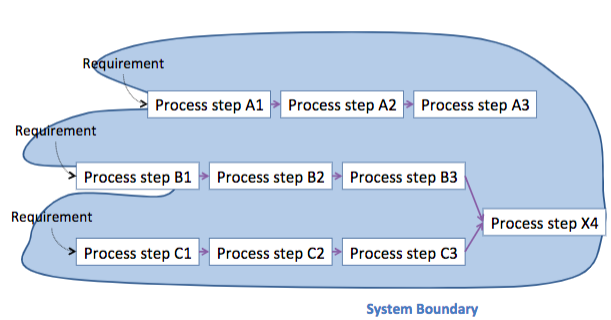 Requirement
Process step A1
Process step A2
Process step A3
Requirement
Process step B1
Process step B2
Process step B3
Requirement
Process step X4
Process step C1
Process step C2
Process step C3
System Boundary